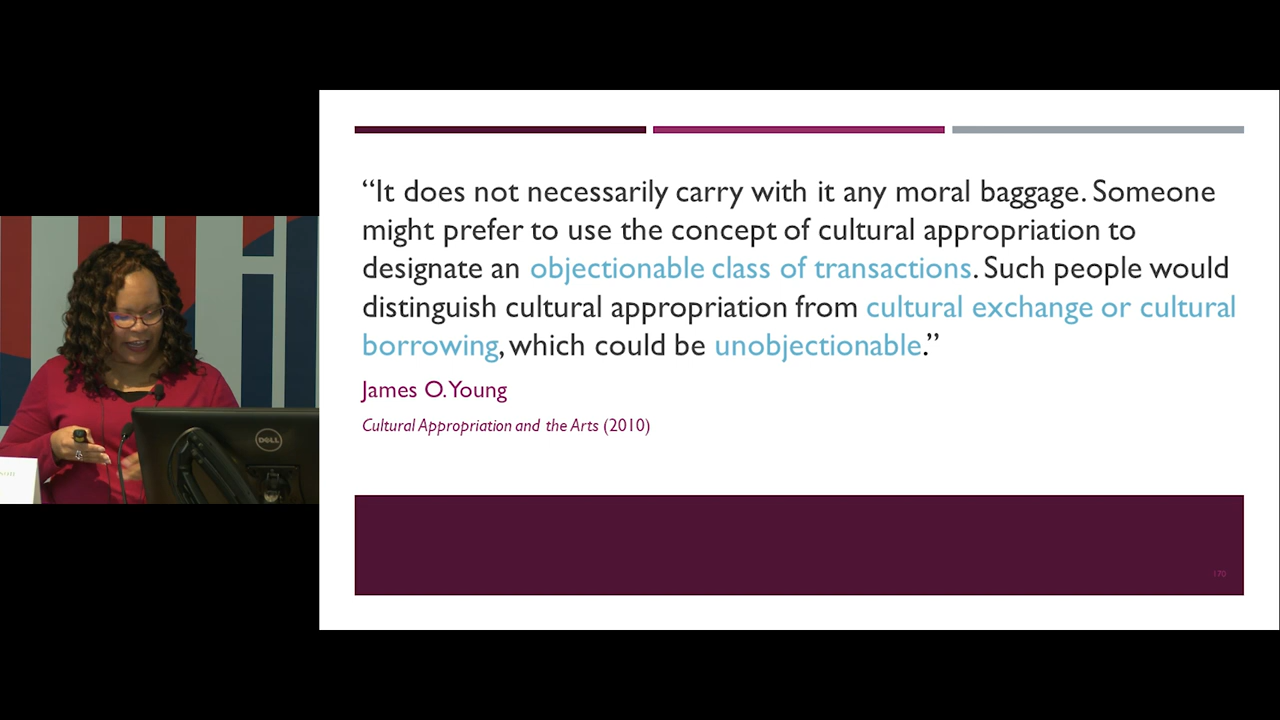 “It does not necessarily carry with it any moral baggage. Someone
might prefer to use the concept of cultural appropriation to
designate an objectionable class of transactions. Such people would
distinguish cultural appropriation from cultural exchange or cultural
borrowing, which could be unobjectionable.”
James O. Young
Cultural Appropriation and the Arts (2010)
170
DELL